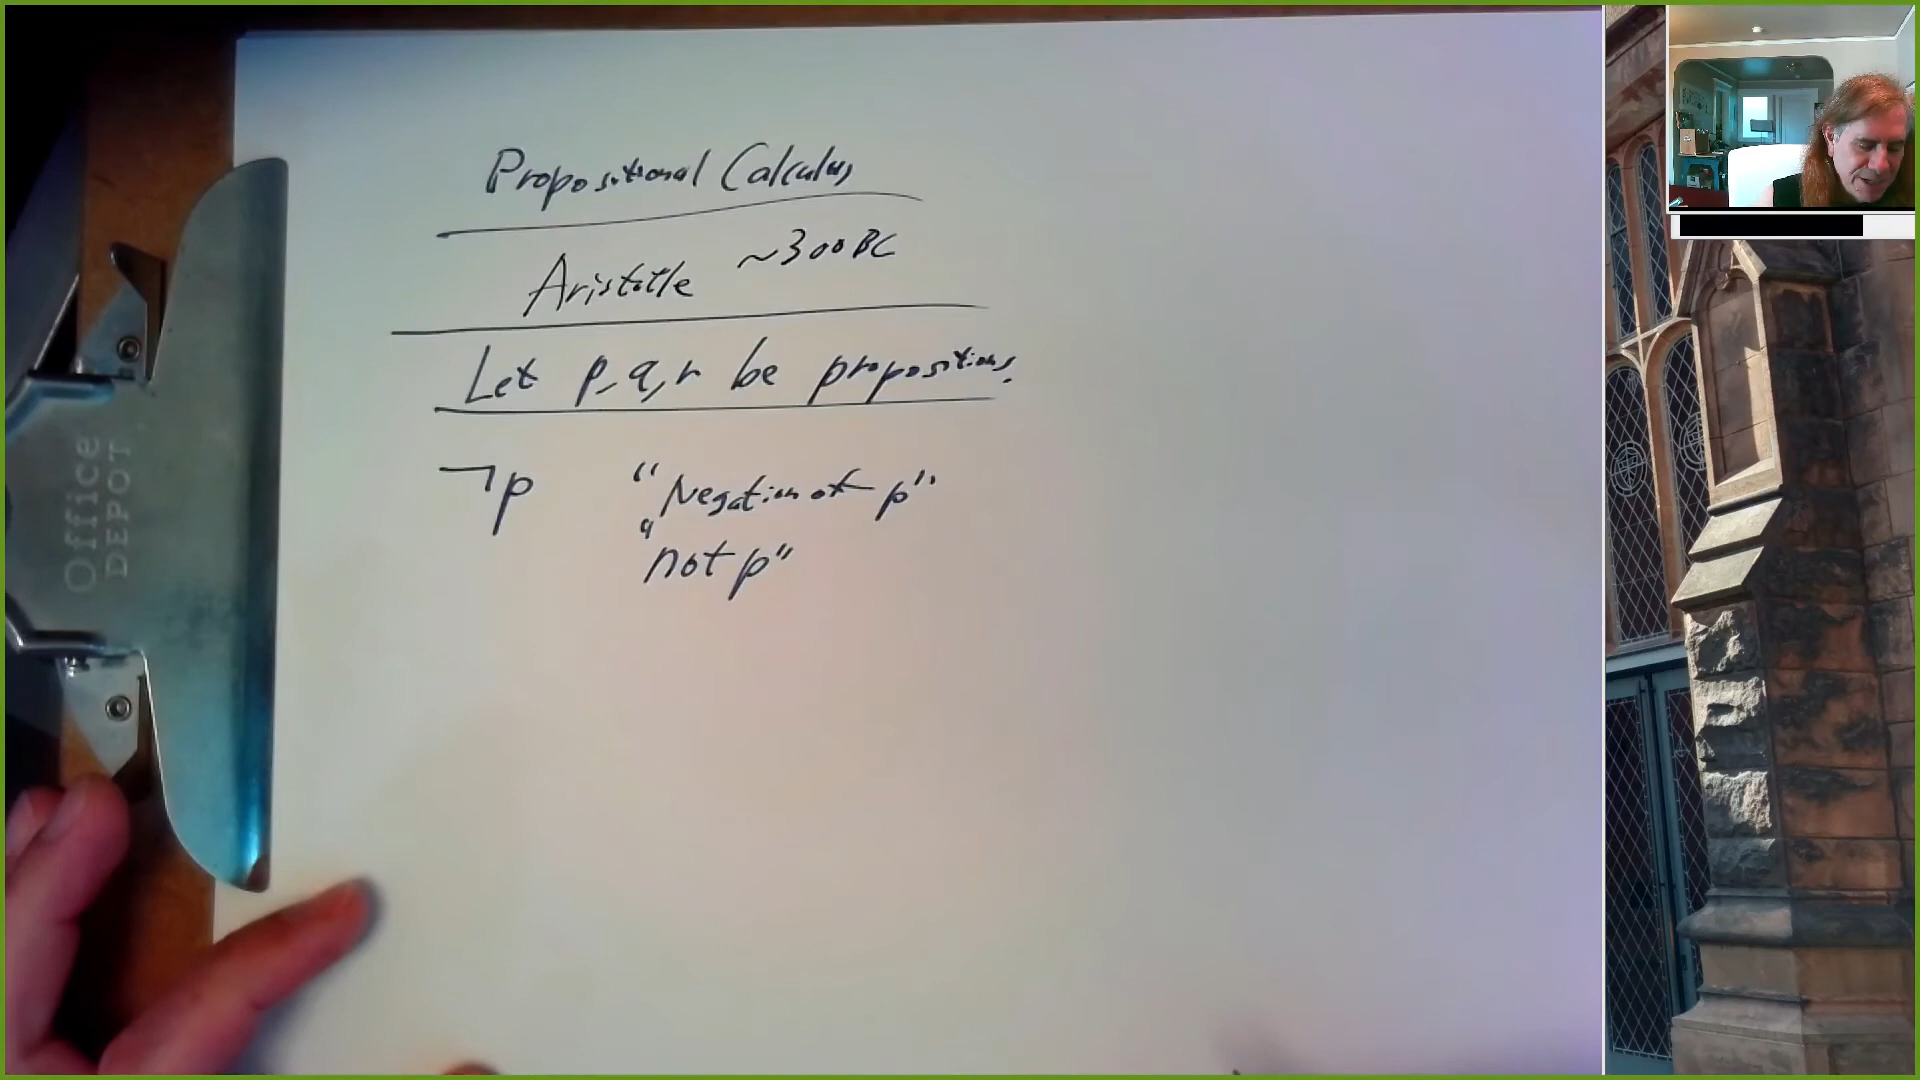 Propositional Calculus
Aristotle ~300BC
Let p, q, r be propositions.
¬p "Negation of p"
"not p"
Office
DEPOT